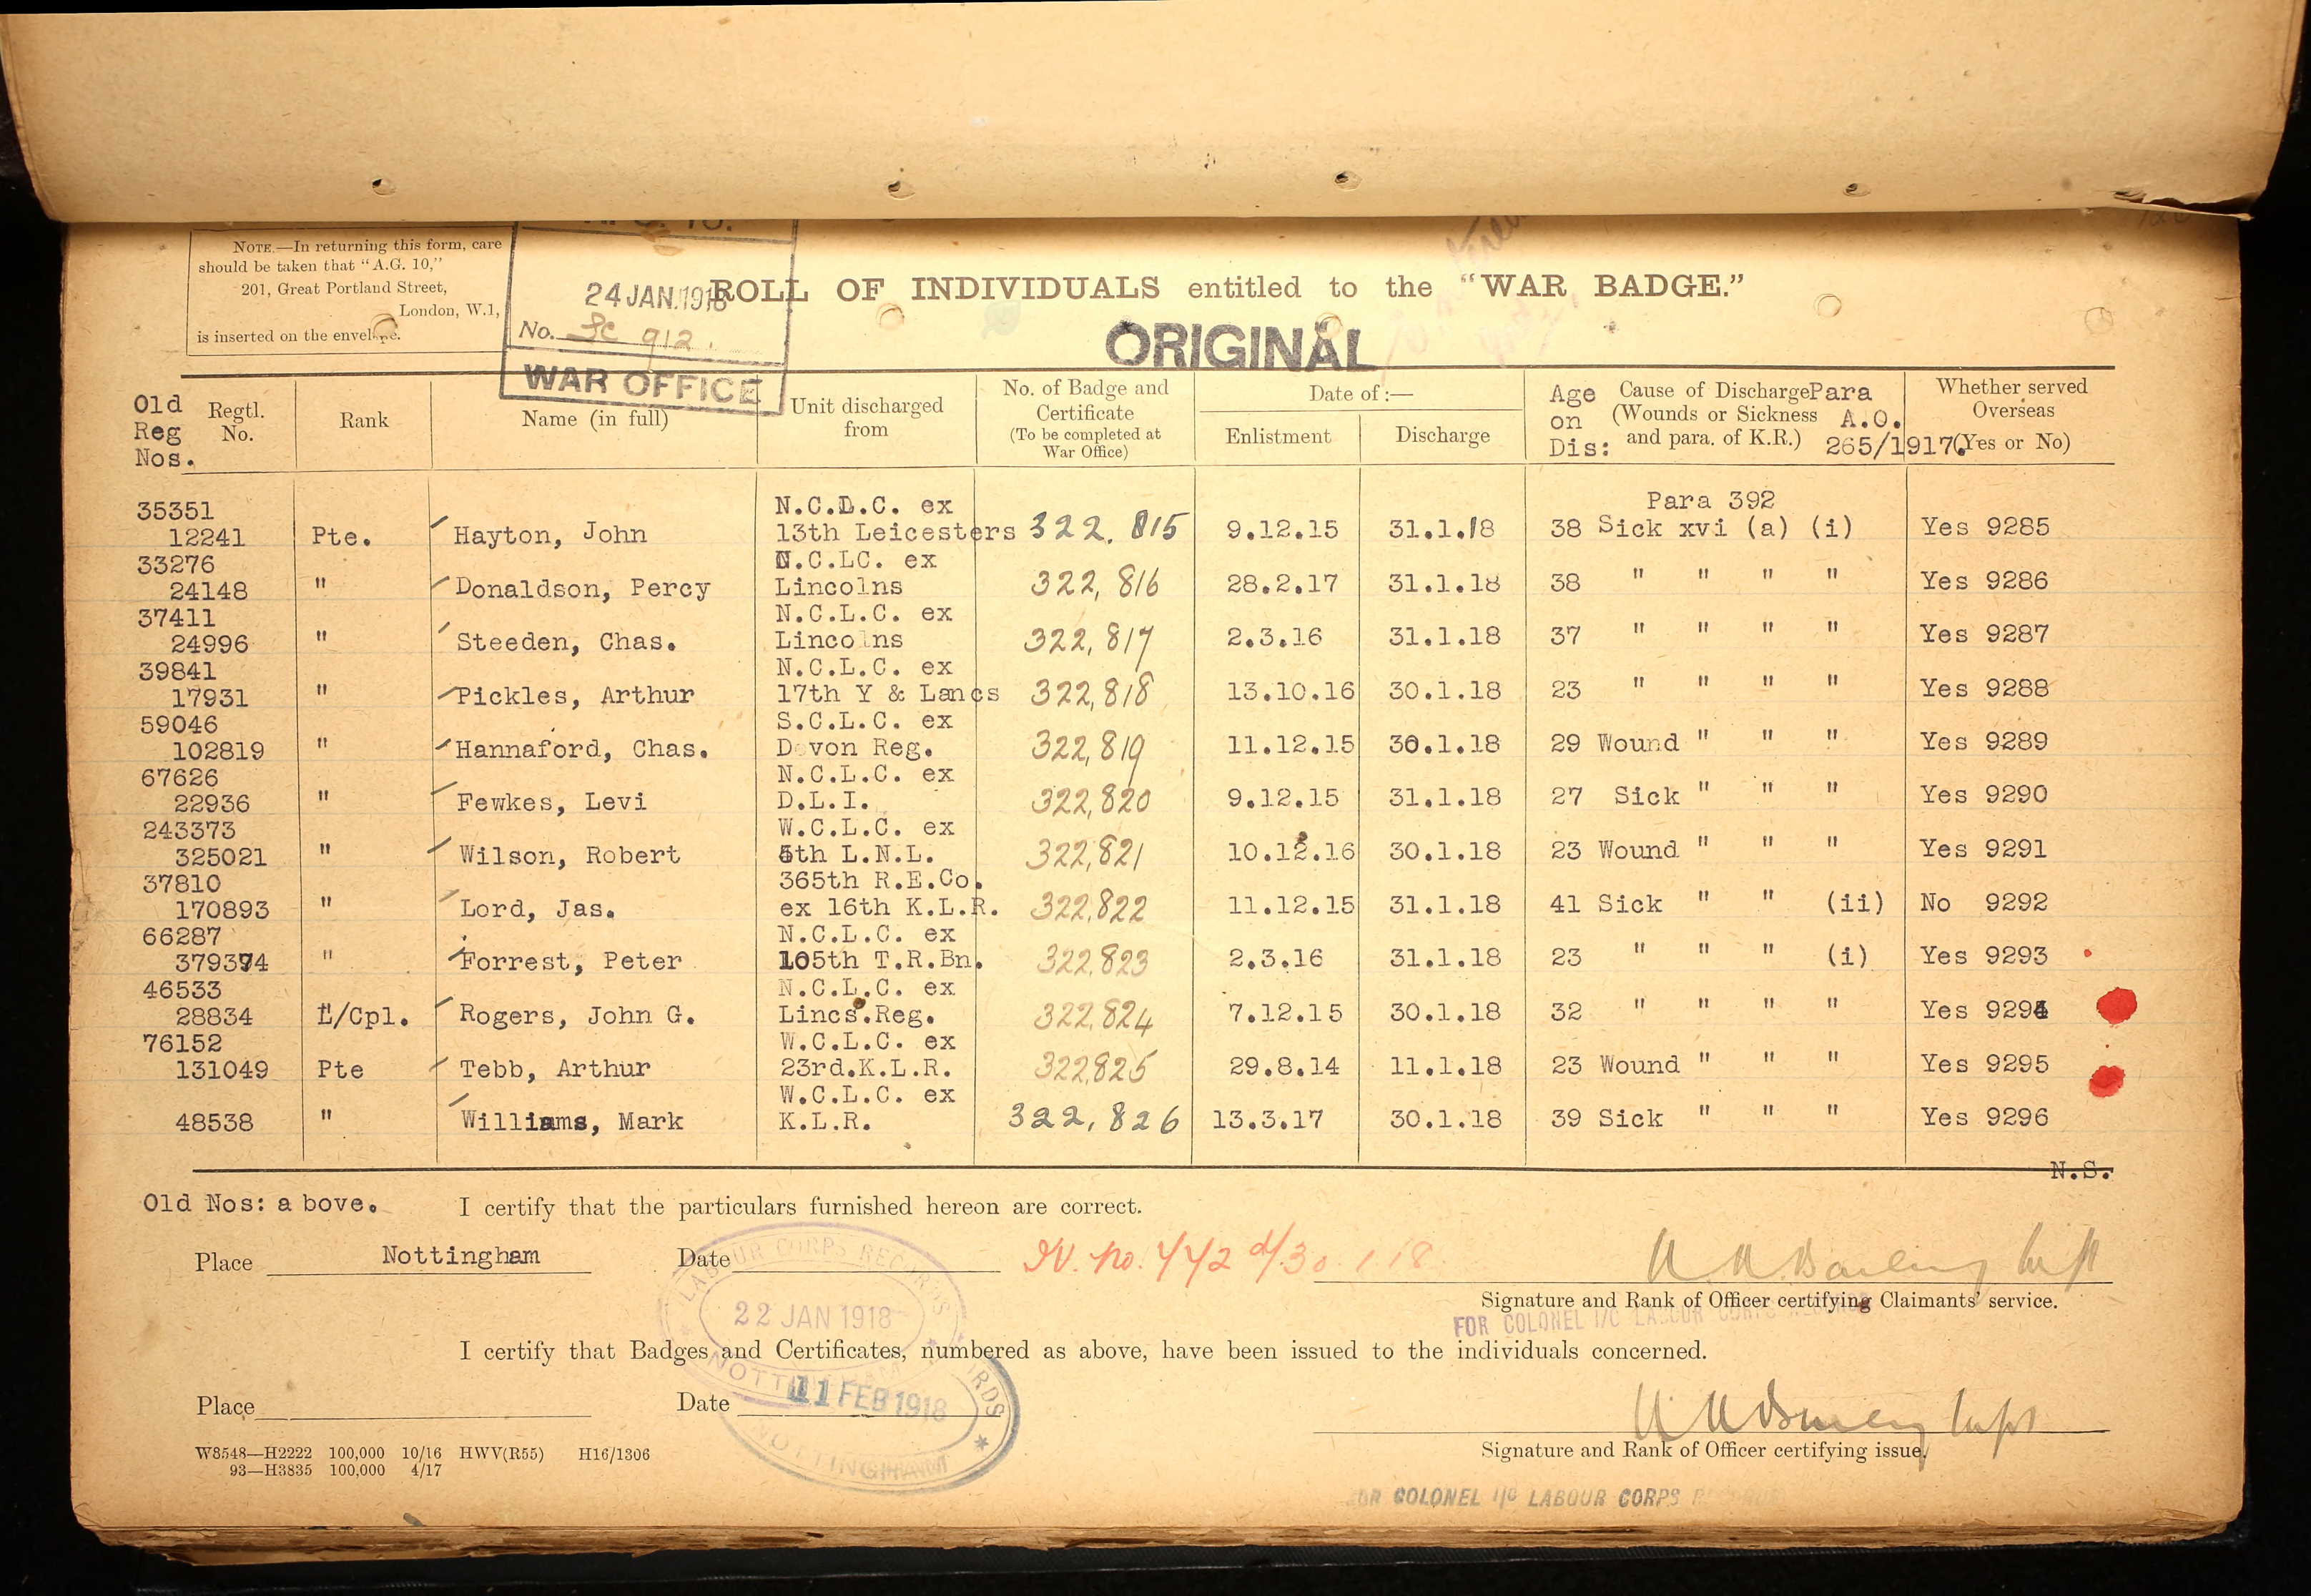 NOTE.—In returning this form, care
should be taken that "A.G. 10,"
201, Great Portland Street,
London, W.1,
is inserted on the envelope.
24 JAN. 1918
No. 912.
WAR OFFICE
ROLL OF INDIVIDUALS entitled to the "WAR BADGE."
ORIGINAL
Old Reg Nos. Regtl. No. Rank Name (in full) Unit discharged from No. of Badge and Certificate (To be completed at War Office) Date of:— Enlistment Discharge Age on Dis: Cause of Discharge (Wounds or Sickness and para. of K.R.) Para A.O. 265/1917. Whether served Overseas (Yes or No)
35351 N.C.L.C. ex Para 392
12241 Pte. Hayton, John 13th Leicesters 322,815 9.12.15 31.1.18 38 Sick xvi (a) (i) Yes 9285
33276 N.C.LC. ex
24148 " Donaldson, Percy Lincolns 322,816 28.2.17 31.1.18 38 " " " " Yes 9286
37411 N.C.L.C. ex
24996 " Steeden, Chas. Lincolns 322,817 2.3.16 31.1.18 37 " " " " Yes 9287
39841 N.C.L.C. ex
17931 " Pickles, Arthur 17th Y & Lancs 322,818 13.10.16 30.1.18 23 " " " " Yes 9288
59046 S.C.L.C. ex
102819 " Hannaford, Chas. Devon Reg. 322,819 11.12.15 30.1.18 29 Wound " " " Yes 9289
67626 N.C.L.C. ex
22936 " Fewkes, Levi D.L.I. 322,820 9.12.15 31.1.18 27 Sick " " " Yes 9290
243373 W.C.L.C. ex
325021 " Wilson, Robert 5th L.N.L. 322,821 10.12.16 30.1.18 23 Wound " " " Yes 9291
37810 365th R.E.Co.
170893 " Lord, Jas. ex 16th K.L.R. 322,822 11.12.15 31.1.18 41 Sick " " (ii) No 9292
66287 N.C.L.C. ex
379374 " Forrest, Peter 105th T.R.Bn. 322,823 2.3.16 31.1.18 23 " " " (i) Yes 9293
46533 N.C.L.C. ex
28834 L/Cpl. Rogers, John G. Lincs.Reg. 322,824 7.12.15 30.1.18 32 " " " " Yes 9294
76152 W.C.L.C. ex
131049 Pte Tebb, Arthur 23rd.K.L.R. 322825 29.8.14 11.1.18 23 Wound " " " Yes 9295
W.C.L.C. ex
48538 " Williams, Mark K.L.R. 322,826 13.3.17 30.1.18 39 Sick " " " Yes 9296
N.S.
Old Nos: a bove. I certify that the particulars furnished hereon are correct.
Place Nottingham Date no. 442 d/30 1 18
LABOUR CORPS RECORDS
22 JAN 1918
NOTTINGHAM
Signature and Rank of Officer certifying Claimants' service.
FOR COLONEL I/C LABOUR CORPS RECORDS
I certify that Badges and Certificates, numbered as above, have been issued to the individuals concerned.
Place Date 11 FEB 1918
NOTTINGHAM
Signature and Rank of Officer certifying issue.
W8548—H2222 100,000 10/16 HWV(R55) H16/1306
93—H3835 100,000 4/17
COLONEL I/C LABOUR CORPS